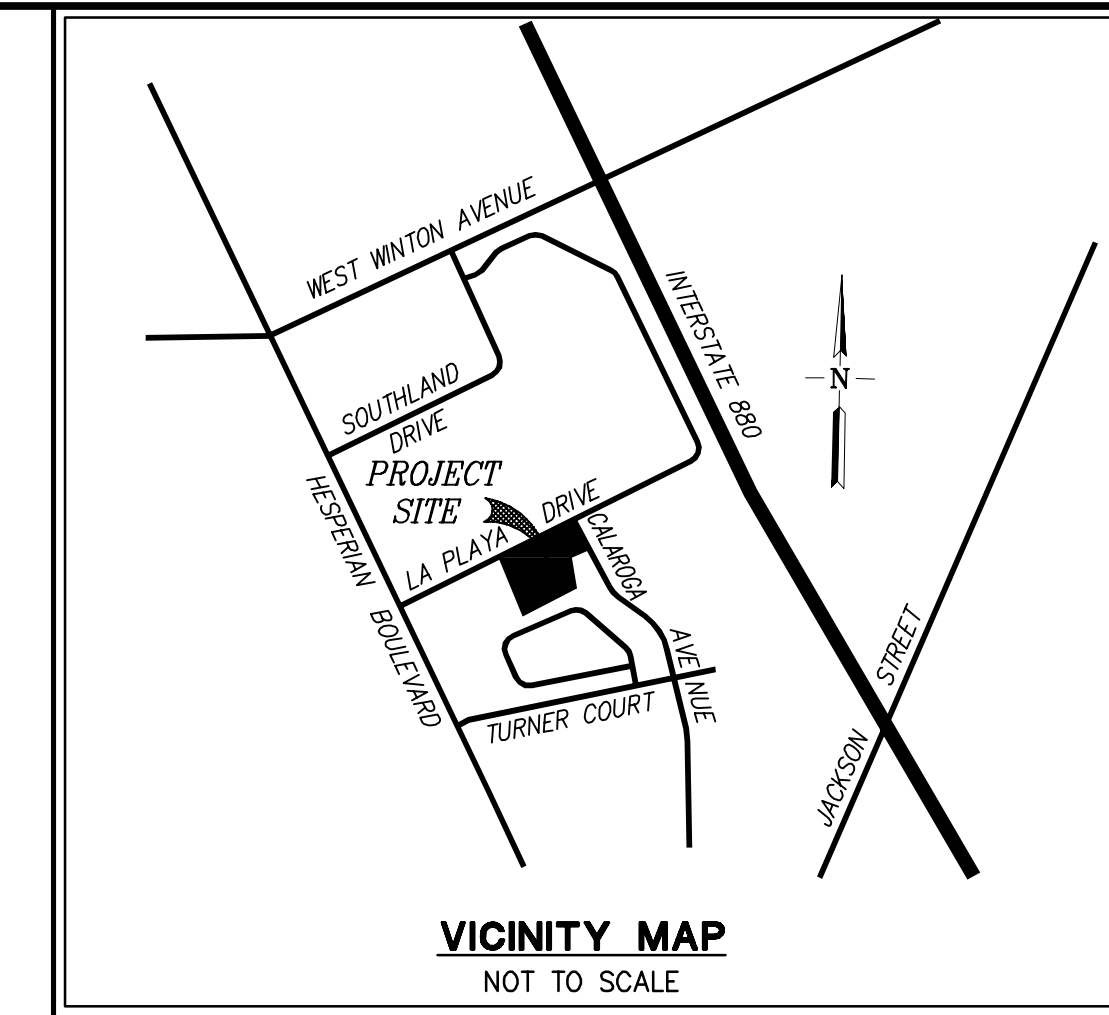 WEST WINTON AVENUE
INTERSTATE 880
N
SOUTHLAND
DRIVE
PROJECT
SITE
HESPERIAN BOULEVARD
LA PLAYA DRIVE
CALAROGA AVENUE
STREET
JACKSON
TURNER COURT
VICINITY MAP
NOT TO SCALE